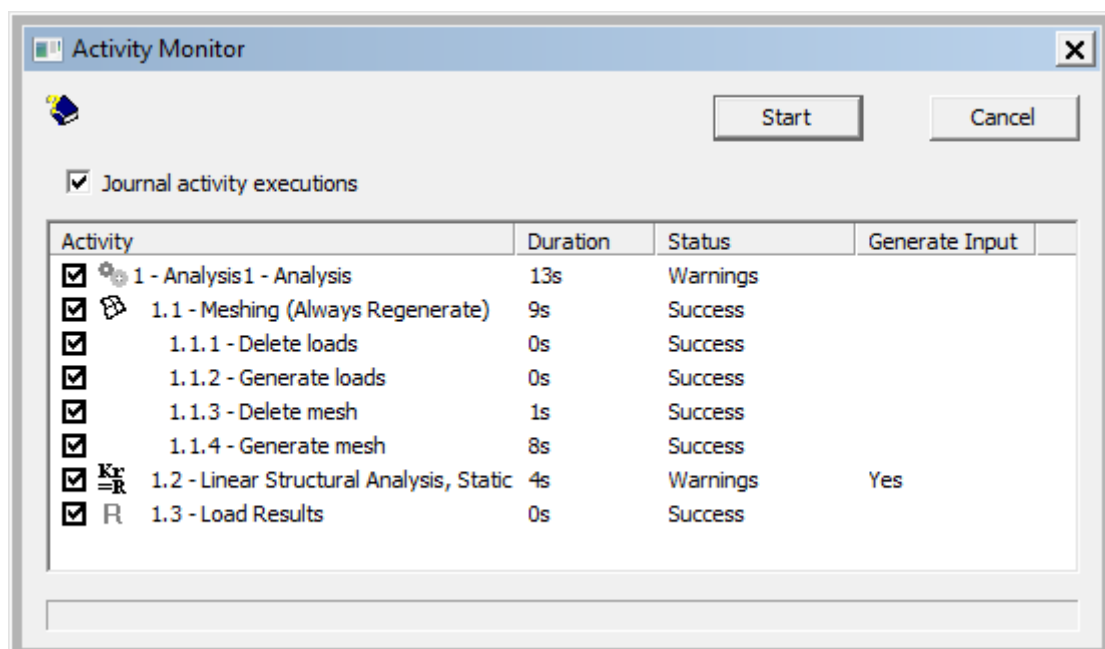 Activity Monitor
Start Cancel
Journal activity executions
Activity Duration Status Generate Input
1 - Analysis1 - Analysis 13s Warnings
1.1 - Meshing (Always Regenerate) 9s Success
1.1.1 - Delete loads 0s Success
1.1.2 - Generate loads 0s Success
1.1.3 - Delete mesh 1s Success
1.1.4 - Generate mesh 8s Success
Kr
=R 1.2 - Linear Structural Analysis, Static 4s Warnings Yes
R 1.3 - Load Results 0s Success